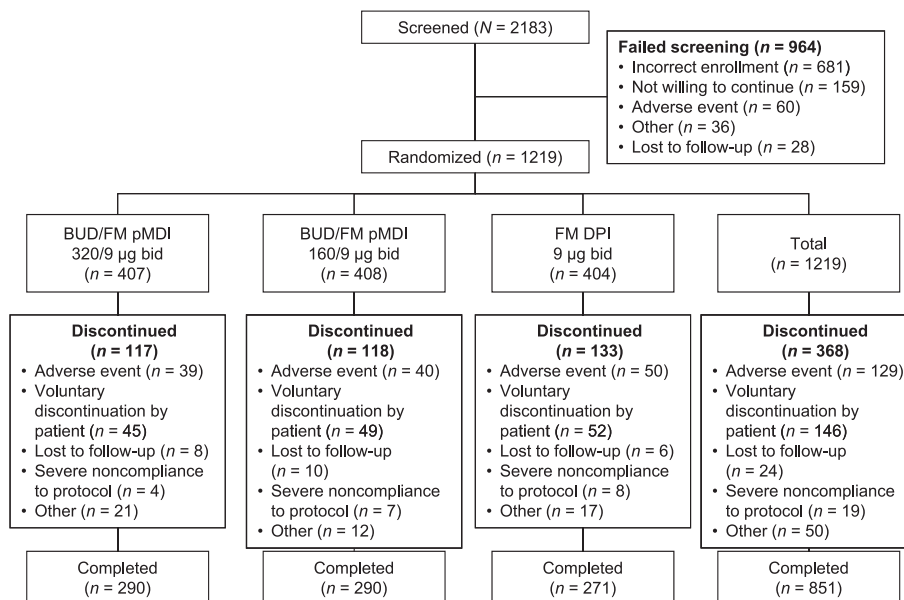 Screened (N = 2183)
Failed screening (n = 964)
• Incorrect enrollment (n = 681)
• Not willing to continue (n = 159)
• Adverse event (n = 60)
• Other (n = 36)
• Lost to follow-up (n = 28)
Randomized (n = 1219)
BUD/FM pMDI
320/9 µg bid
(n = 407)
BUD/FM pMDI
160/9 µg bid
(n = 408)
FM DPI
9 µg bid
(n = 404)
Total
(n = 1219)
Discontinued
(n = 117)
• Adverse event (n = 39)
• Voluntary
discontinuation by
patient (n = 45)
• Lost to follow-up (n = 8)
• Severe noncompliance
to protocol (n = 4)
• Other (n = 21)
Discontinued
(n = 118)
• Adverse event (n = 40)
• Voluntary
discontinuation by
patient (n = 49)
• Lost to follow-up
(n = 10)
• Severe noncompliance
to protocol (n = 7)
• Other (n = 12)
Discontinued
(n = 133)
• Adverse event (n = 50)
• Voluntary
discontinuation by
patient (n = 52)
• Lost to follow-up (n = 6)
• Severe noncompliance
to protocol (n = 8)
• Other (n = 17)
Discontinued
(n = 368)
• Adverse event (n = 129)
• Voluntary
discontinuation by
patient (n = 146)
• Lost to follow-up
(n = 24)
• Severe noncompliance
to protocol (n = 19)
• Other (n = 50)
Completed
(n = 290)
Completed
(n = 290)
Completed
(n = 271)
Completed
(n = 851)